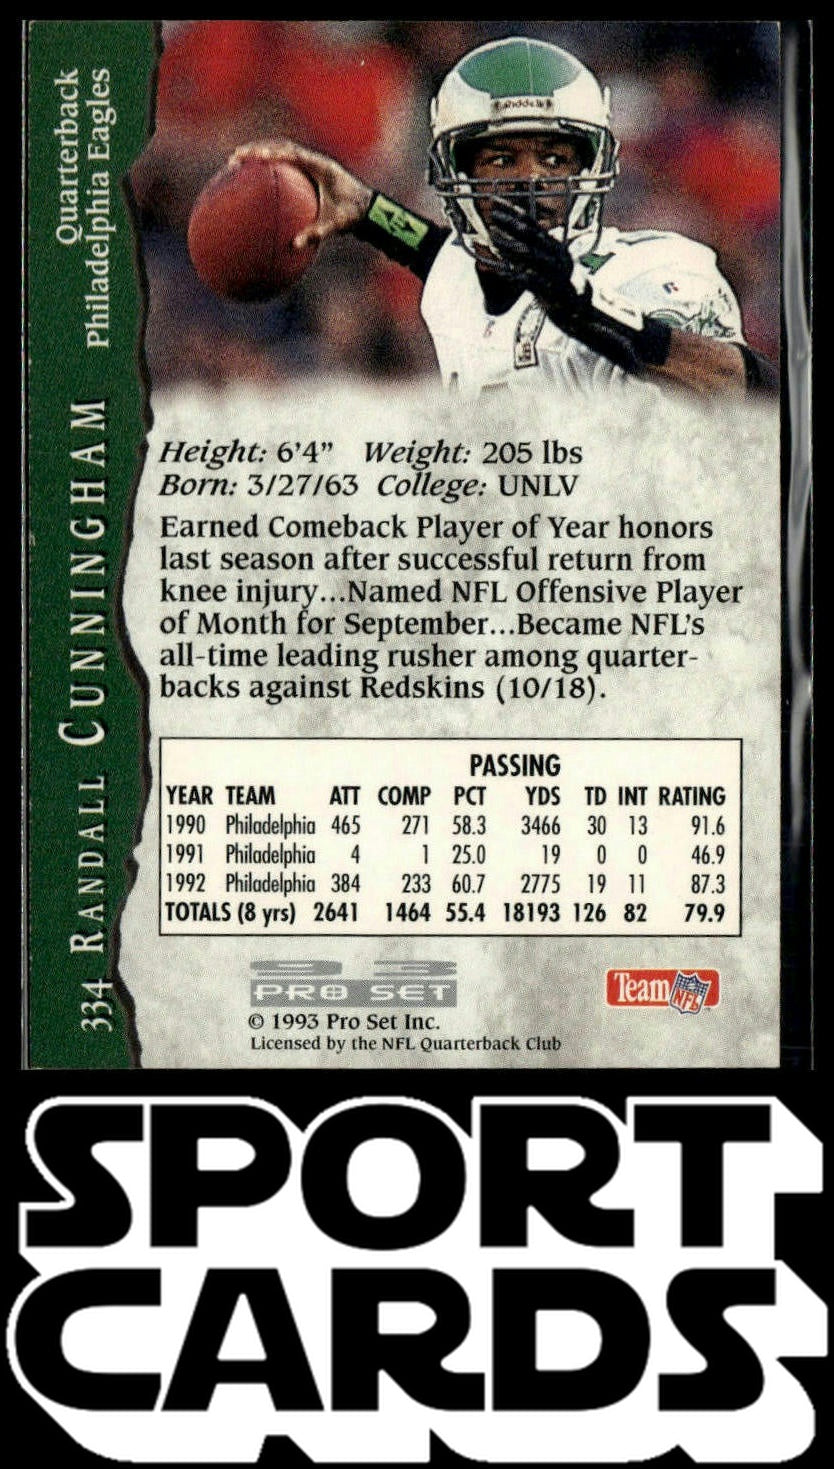 Quarterback
Philadelphia Eagles
334 RANDALL CUNNINGHAM
Riddell
Height: 6'4" Weight: 205 lbs
Born: 3/27/63 College: UNLV
Earned Comeback Player of Year honors
last season after successful return from
knee injury...Named NFL Offensive Player
of Month for September...Became NFL's
all-time leading rusher among quarter-
backs against Redskins (10/18).
PASSING
YEAR TEAM ATT COMP PCT YDS TD INT RATING
1990 Philadelphia 465 271 58.3 3466 30 13 91.6
1991 Philadelphia 4 1 25.0 19 0 0 46.9
1992 Philadelphia 384 233 60.7 2775 19 11 87.3
TOTALS (8 yrs) 2641 1464 55.4 18193 126 82 79.9
93
PRO SET
Team NFL
© 1993 Pro Set Inc.
Licensed by the NFL Quarterback Club
SPORT
CARDS